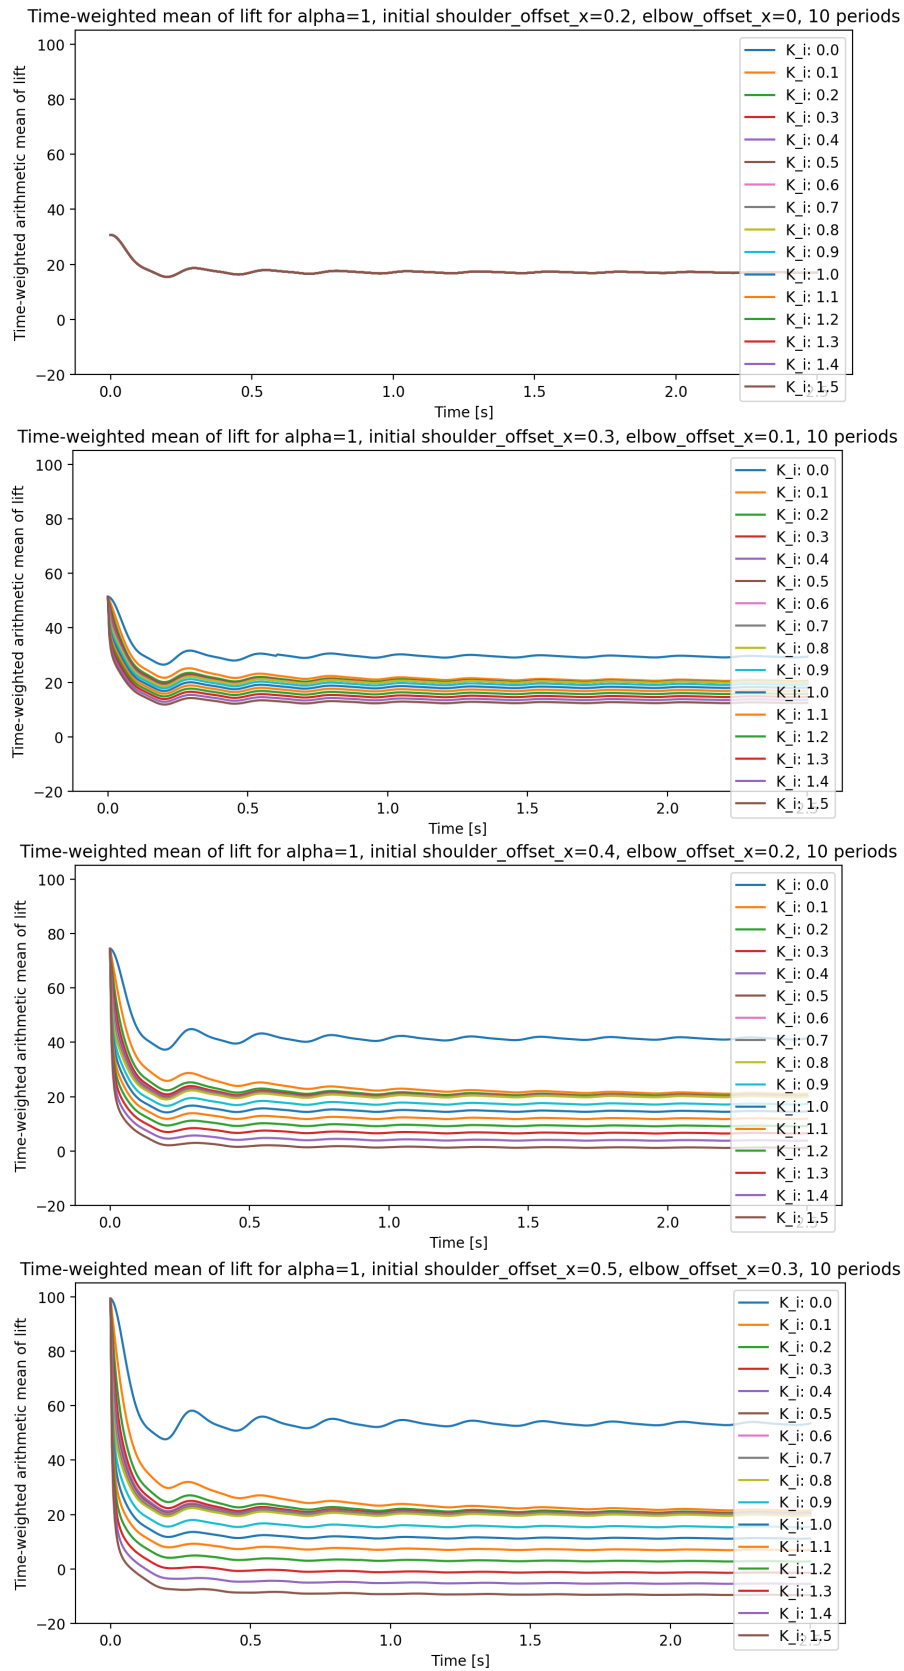 Time-weighted mean of lift for alpha=1, initial shoulder_offset_x=0.2, elbow_offset_x=0, 10 periods
Time-weighted arithmetic mean of lift
100
80
60
40
20
0
−20
0.0
0.5
1.0
1.5
2.0
2.5
Time [s]
K_i: 0.0
K_i: 0.1
K_i: 0.2
K_i: 0.3
K_i: 0.4
K_i: 0.5
K_i: 0.6
K_i: 0.7
K_i: 0.8
K_i: 0.9
K_i: 1.0
K_i: 1.1
K_i: 1.2
K_i: 1.3
K_i: 1.4
K_i: 1.5
Time-weighted mean of lift for alpha=1, initial shoulder_offset_x=0.3, elbow_offset_x=0.1, 10 periods
Time-weighted arithmetic mean of lift
100
80
60
40
20
0
−20
0.0
0.5
1.0
1.5
2.0
2.5
Time [s]
K_i: 0.0
K_i: 0.1
K_i: 0.2
K_i: 0.3
K_i: 0.4
K_i: 0.5
K_i: 0.6
K_i: 0.7
K_i: 0.8
K_i: 0.9
K_i: 1.0
K_i: 1.1
K_i: 1.2
K_i: 1.3
K_i: 1.4
K_i: 1.5
Time-weighted mean of lift for alpha=1, initial shoulder_offset_x=0.4, elbow_offset_x=0.2, 10 periods
Time-weighted arithmetic mean of lift
100
80
60
40
20
0
−20
0.0
0.5
1.0
1.5
2.0
2.5
Time [s]
K_i: 0.0
K_i: 0.1
K_i: 0.2
K_i: 0.3
K_i: 0.4
K_i: 0.5
K_i: 0.6
K_i: 0.7
K_i: 0.8
K_i: 0.9
K_i: 1.0
K_i: 1.1
K_i: 1.2
K_i: 1.3
K_i: 1.4
K_i: 1.5
Time-weighted mean of lift for alpha=1, initial shoulder_offset_x=0.5, elbow_offset_x=0.3, 10 periods
Time-weighted arithmetic mean of lift
100
80
60
40
20
0
−20
0.0
0.5
1.0
1.5
2.0
2.5
Time [s]
K_i: 0.0
K_i: 0.1
K_i: 0.2
K_i: 0.3
K_i: 0.4
K_i: 0.5
K_i: 0.6
K_i: 0.7
K_i: 0.8
K_i: 0.9
K_i: 1.0
K_i: 1.1
K_i: 1.2
K_i: 1.3
K_i: 1.4
K_i: 1.5